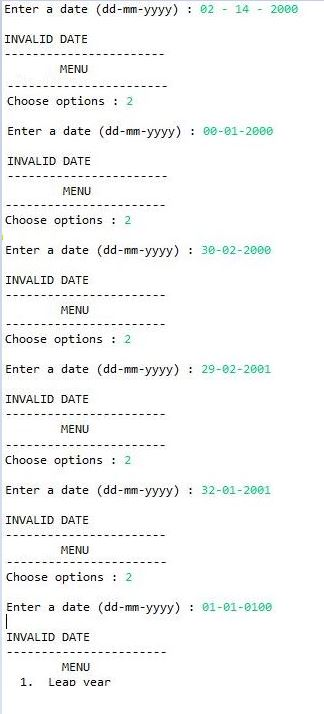 Enter a date (dd-mm-yyyy) : 02 - 14 - 2000
INVALID DATE
-----------------------
MENU
-----------------------
Choose options : 2
Enter a date (dd-mm-yyyy) : 00-01-2000
INVALID DATE
-----------------------
MENU
-----------------------
Choose options : 2
Enter a date (dd-mm-yyyy) : 30-02-2000
INVALID DATE
-----------------------
MENU
-----------------------
Choose options : 2
Enter a date (dd-mm-yyyy) : 29-02-2001
INVALID DATE
-----------------------
MENU
-----------------------
Choose options : 2
Enter a date (dd-mm-yyyy) : 32-01-2001
INVALID DATE
-----------------------
MENU
-----------------------
Choose options : 2
Enter a date (dd-mm-yyyy) : 01-01-0100
INVALID DATE
-----------------------
MENU
1. Leap year